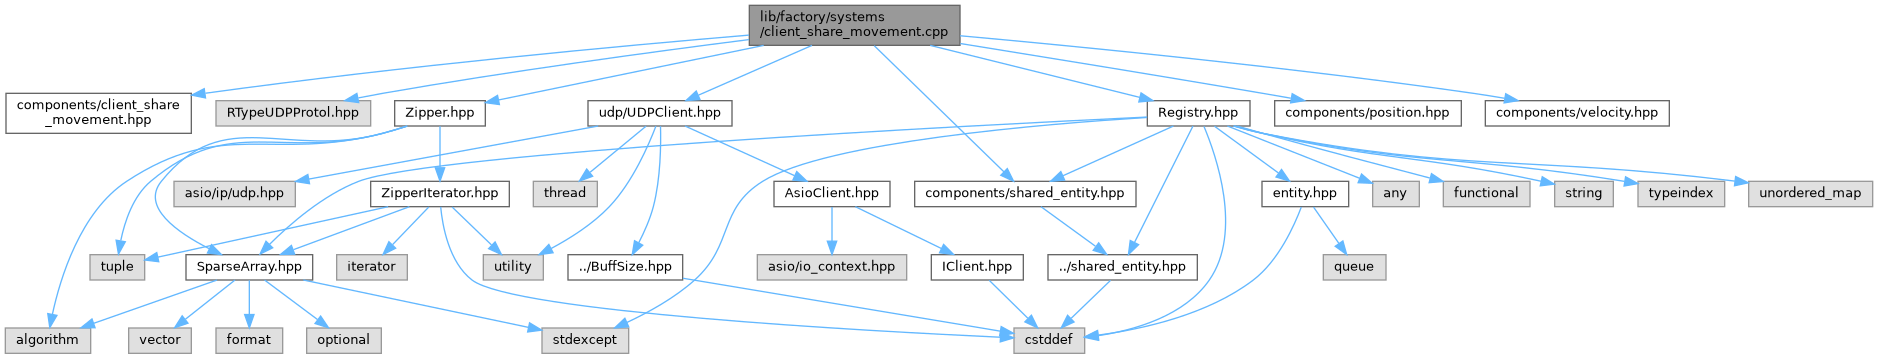 lib/factory/systems
/client_share_movement.cpp
components/client_share
_movement.hpp
RTypeUDPProtol.hpp
Zipper.hpp
udp/UDPClient.hpp
Registry.hpp
components/position.hpp
components/velocity.hpp
asio/ip/udp.hpp
ZipperIterator.hpp
thread
AsioClient.hpp
components/shared_entity.hpp
entity.hpp
any
functional
string
typeindex
unordered_map
tuple
SparseArray.hpp
iterator
utility
../BuffSize.hpp
asio/io_context.hpp
IClient.hpp
../shared_entity.hpp
queue
algorithm
vector
format
optional
stdexcept
cstddef